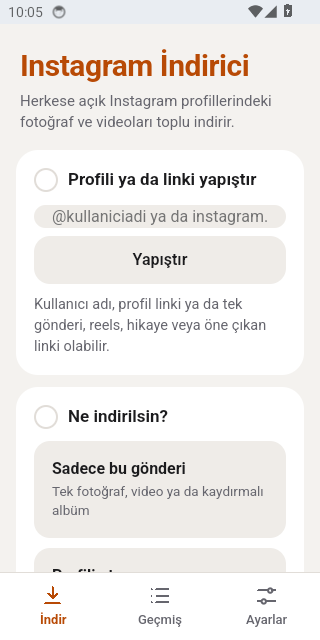 10:05
Instagram İndirici
Herkese açık Instagram profillerindeki
fotoğraf ve videoları toplu indirir.
Profili ya da linki yapıştır
@kullaniciadi ya da instagram.
Yapıştır
Kullanıcı adı, profil linki ya da tek
gönderi, reels, hikaye veya öne çıkan
linki olabilir.
Ne indirilsin?
Sadece bu gönderi
Tek fotoğraf, video ya da kaydırmalı
albüm
İndir
Geçmiş
Ayarlar